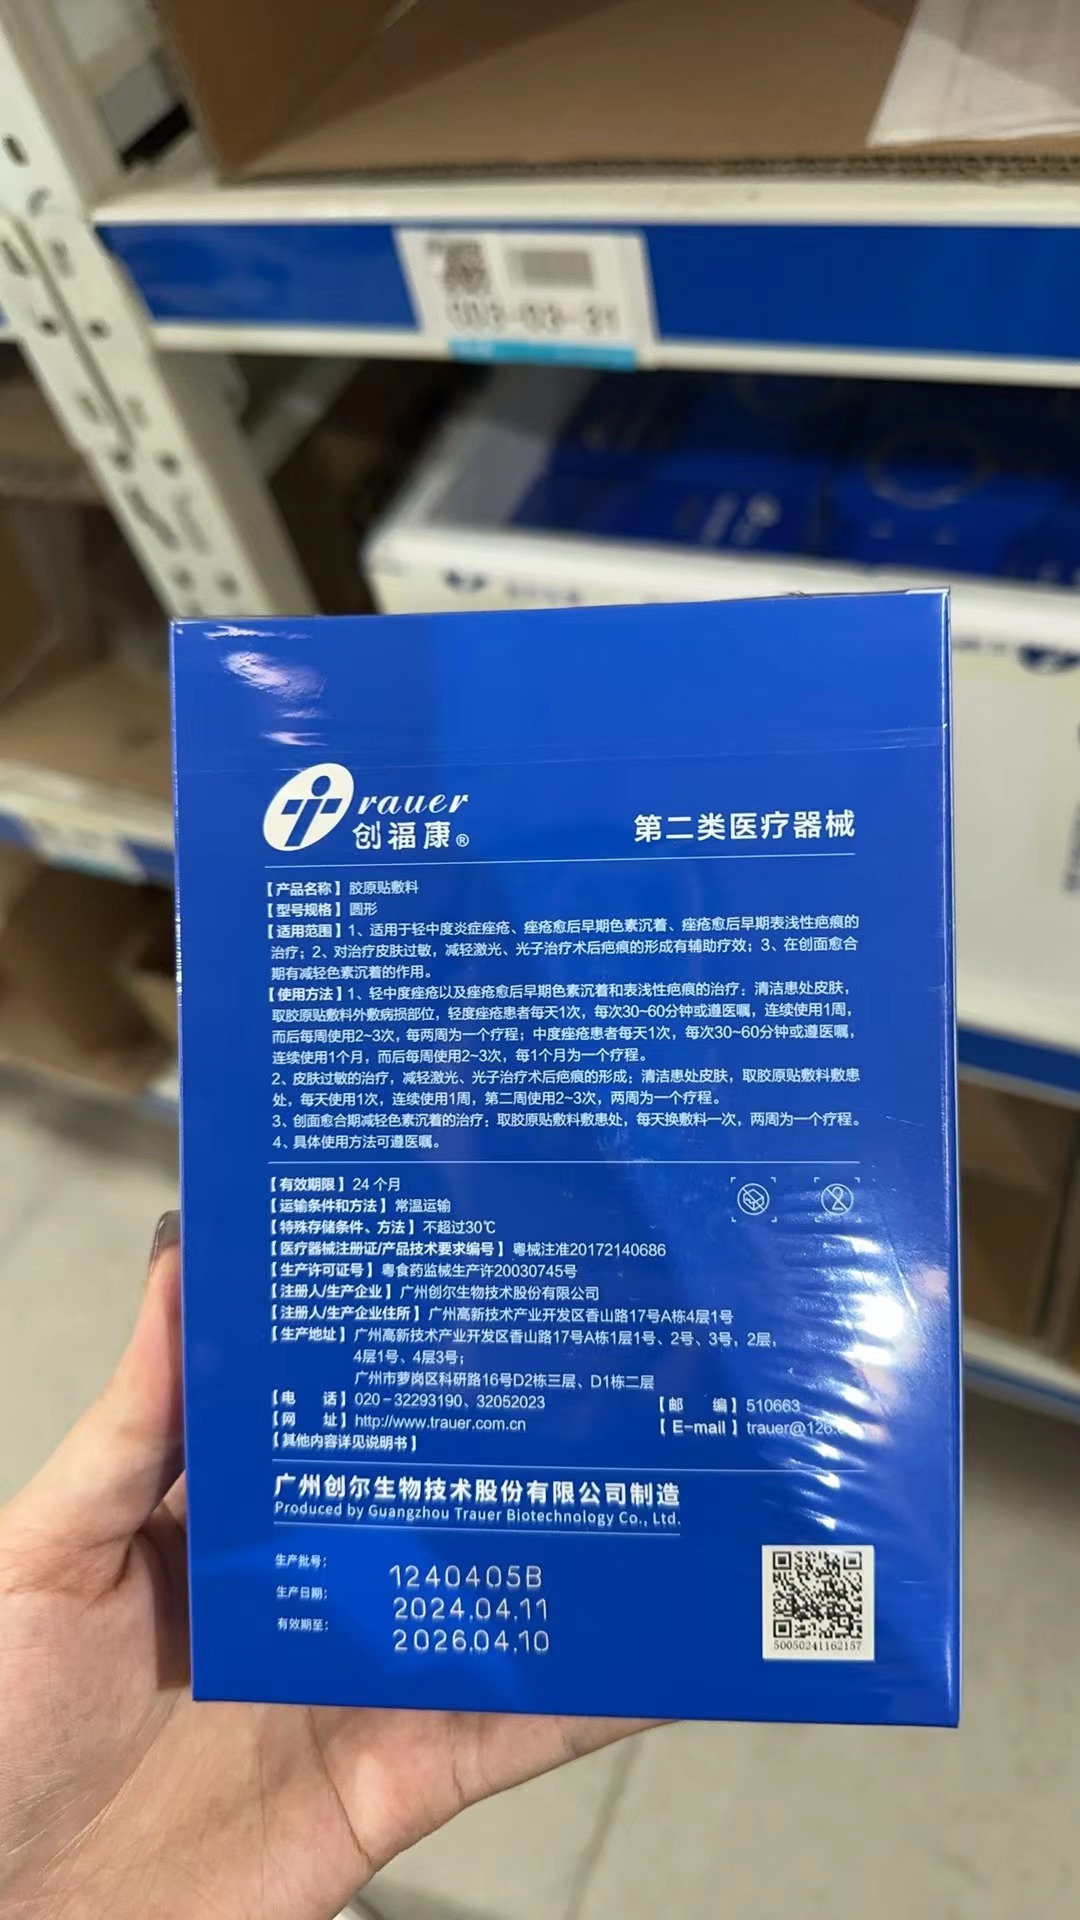 003-03-31
Trauer
创福康®
第二类医疗器械
【产品名称】胶原贴敷料
【型号规格】圆形
【适用范围】1、适用于轻中度炎症痤疮、痤疮愈后早期色素沉着、痤疮愈后早期表浅性疤痕的
治疗；2、对治疗皮肤过敏，减轻激光、光子治疗术后疤痕的形成有辅助疗效；3、在创面愈合
期有减轻色素沉着的作用。
【使用方法】1、轻中度痤疮以及痤疮愈后早期色素沉着和表浅性疤痕的治疗：清洁患处皮肤，
取胶原贴敷料外敷病损部位，轻度痤疮患者每天1次，每次30~60分钟或遵医嘱，连续使用1周，
而后每周使用2~3次，每两周为一个疗程；中度痤疮患者每天1次，每次30~60分钟或遵医嘱，
连续使用1个月，而后每周使用2~3次，每1个月为一个疗程。
2、皮肤过敏的治疗，减轻激光、光子治疗术后疤痕的形成：清洁患处皮肤，取胶原贴敷料敷患
处，每天使用1次，连续使用1周，第二周使用2~3次，两周为一个疗程。
3、创面愈合期减轻色素沉着的治疗：取胶原贴敷料敷患处，每天换敷料一次，两周为一个疗程。
4、具体使用方法可遵医嘱。
【有效期限】24个月
【运输条件和方法】常温运输
【特殊存储条件、方法】不超过30℃
【医疗器械注册证/产品技术要求编号】粤械注准20172140686
【生产许可证号】粤食药监械生产许20030745号
【注册人/生产企业】广州创尔生物技术股份有限公司
【注册人/生产企业住所】广州高新技术产业开发区香山路17号A栋4层1号
【生产地址】广州高新技术产业开发区香山路17号A栋1层1号、2号、3号，2层，
4层1号、4层3号；
广州市萝岗区科研路16号D2栋三层、D1栋二层
【电 话】020-32293190、32052023 【邮 编】510663
【网 址】http://www.trauer.com.cn 【E-mail】trauer@126.
【其他内容详见说明书】
广州创尔生物技术股份有限公司制造
Produced by Guangzhou Trauer Biotechnology Co., Ltd.
生产批号： 1240405B
生产日期： 2024.04.11
有效期至： 2026.04.10
50050241162157